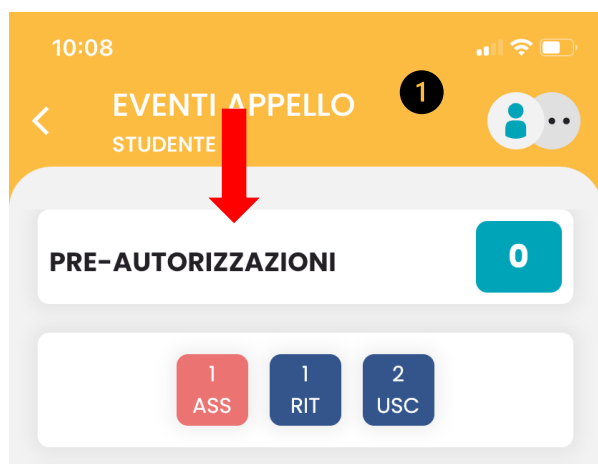 10:08
EVENTI APPELLO
1
STUDENTE
PRE-AUTORIZZAZIONI
0
1
ASS
1
RIT
2
USC